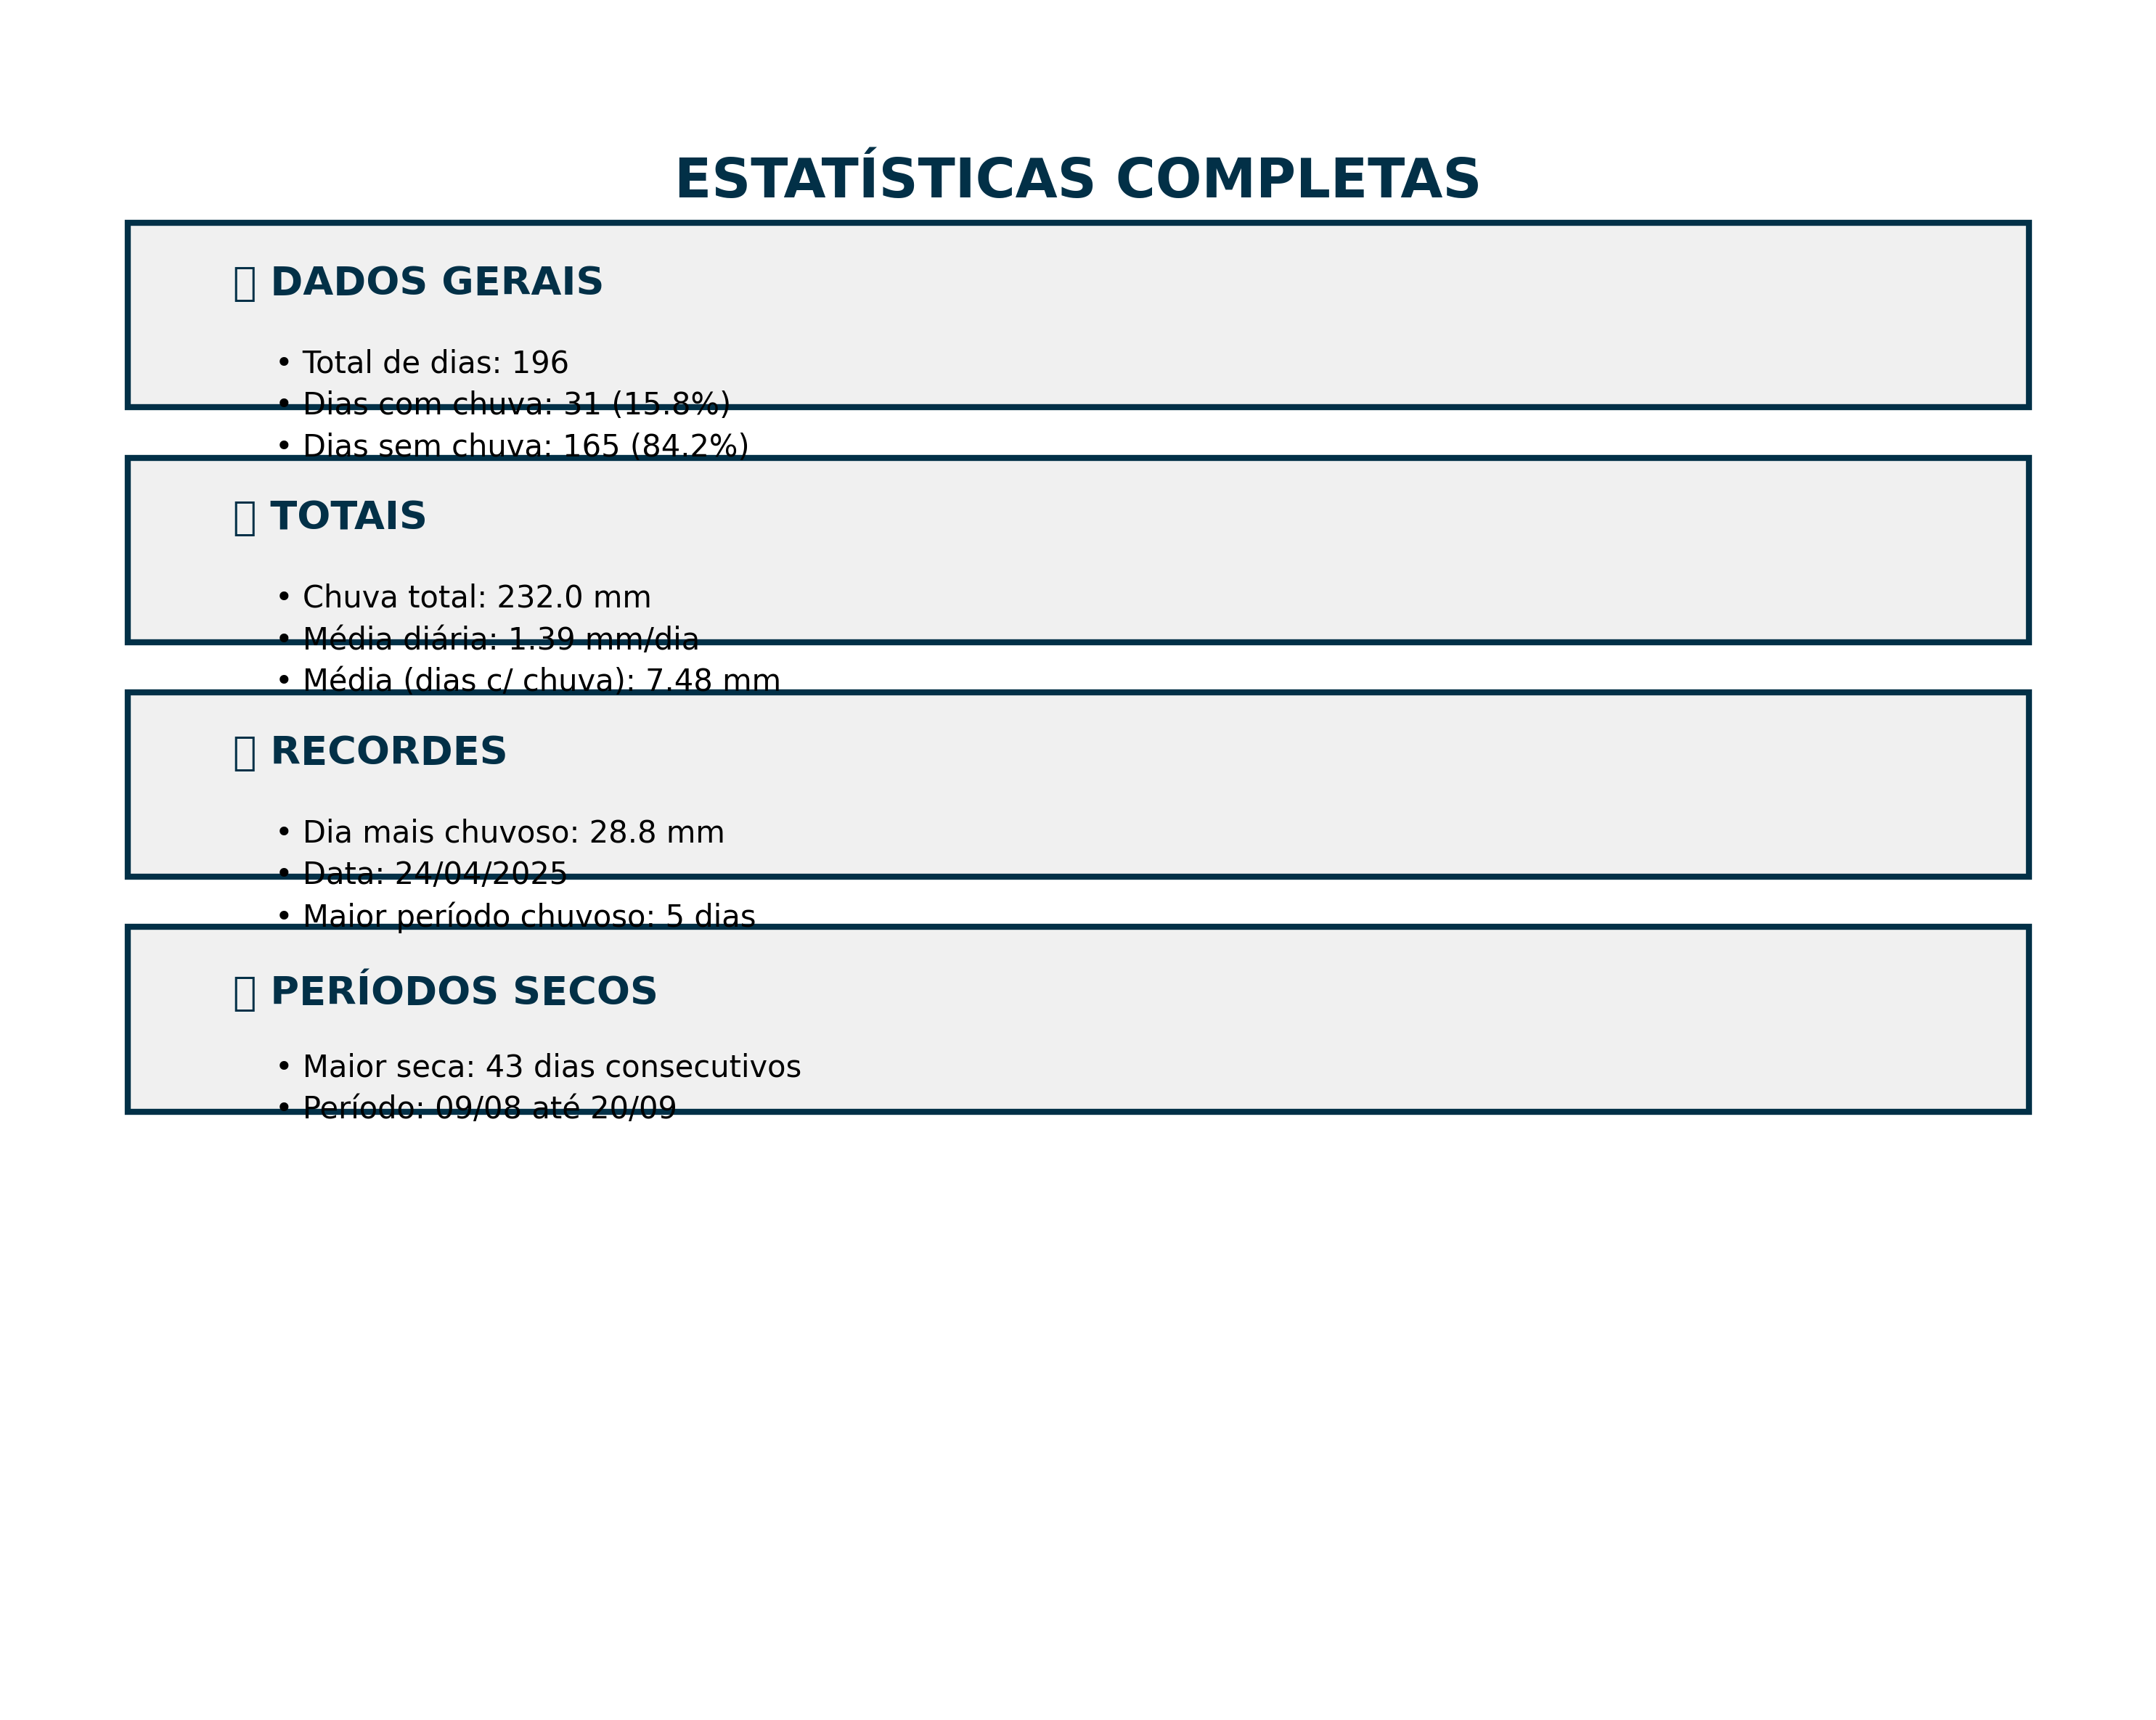 ESTATÍSTICAS COMPLETAS
DADOS GERAIS
• Total de dias: 196
• Dias com chuva: 31 (15.8%)
• Dias sem chuva: 165 (84.2%)
TOTAIS
• Chuva total: 232.0 mm
• Média diária: 1.39 mm/dia
• Média (dias c/ chuva): 7.48 mm
RECORDES
• Dia mais chuvoso: 28.8 mm
• Data: 24/04/2025
• Maior período chuvoso: 5 dias
PERÍODOS SECOS
• Maior seca: 43 dias consecutivos
• Período: 09/08 até 20/09